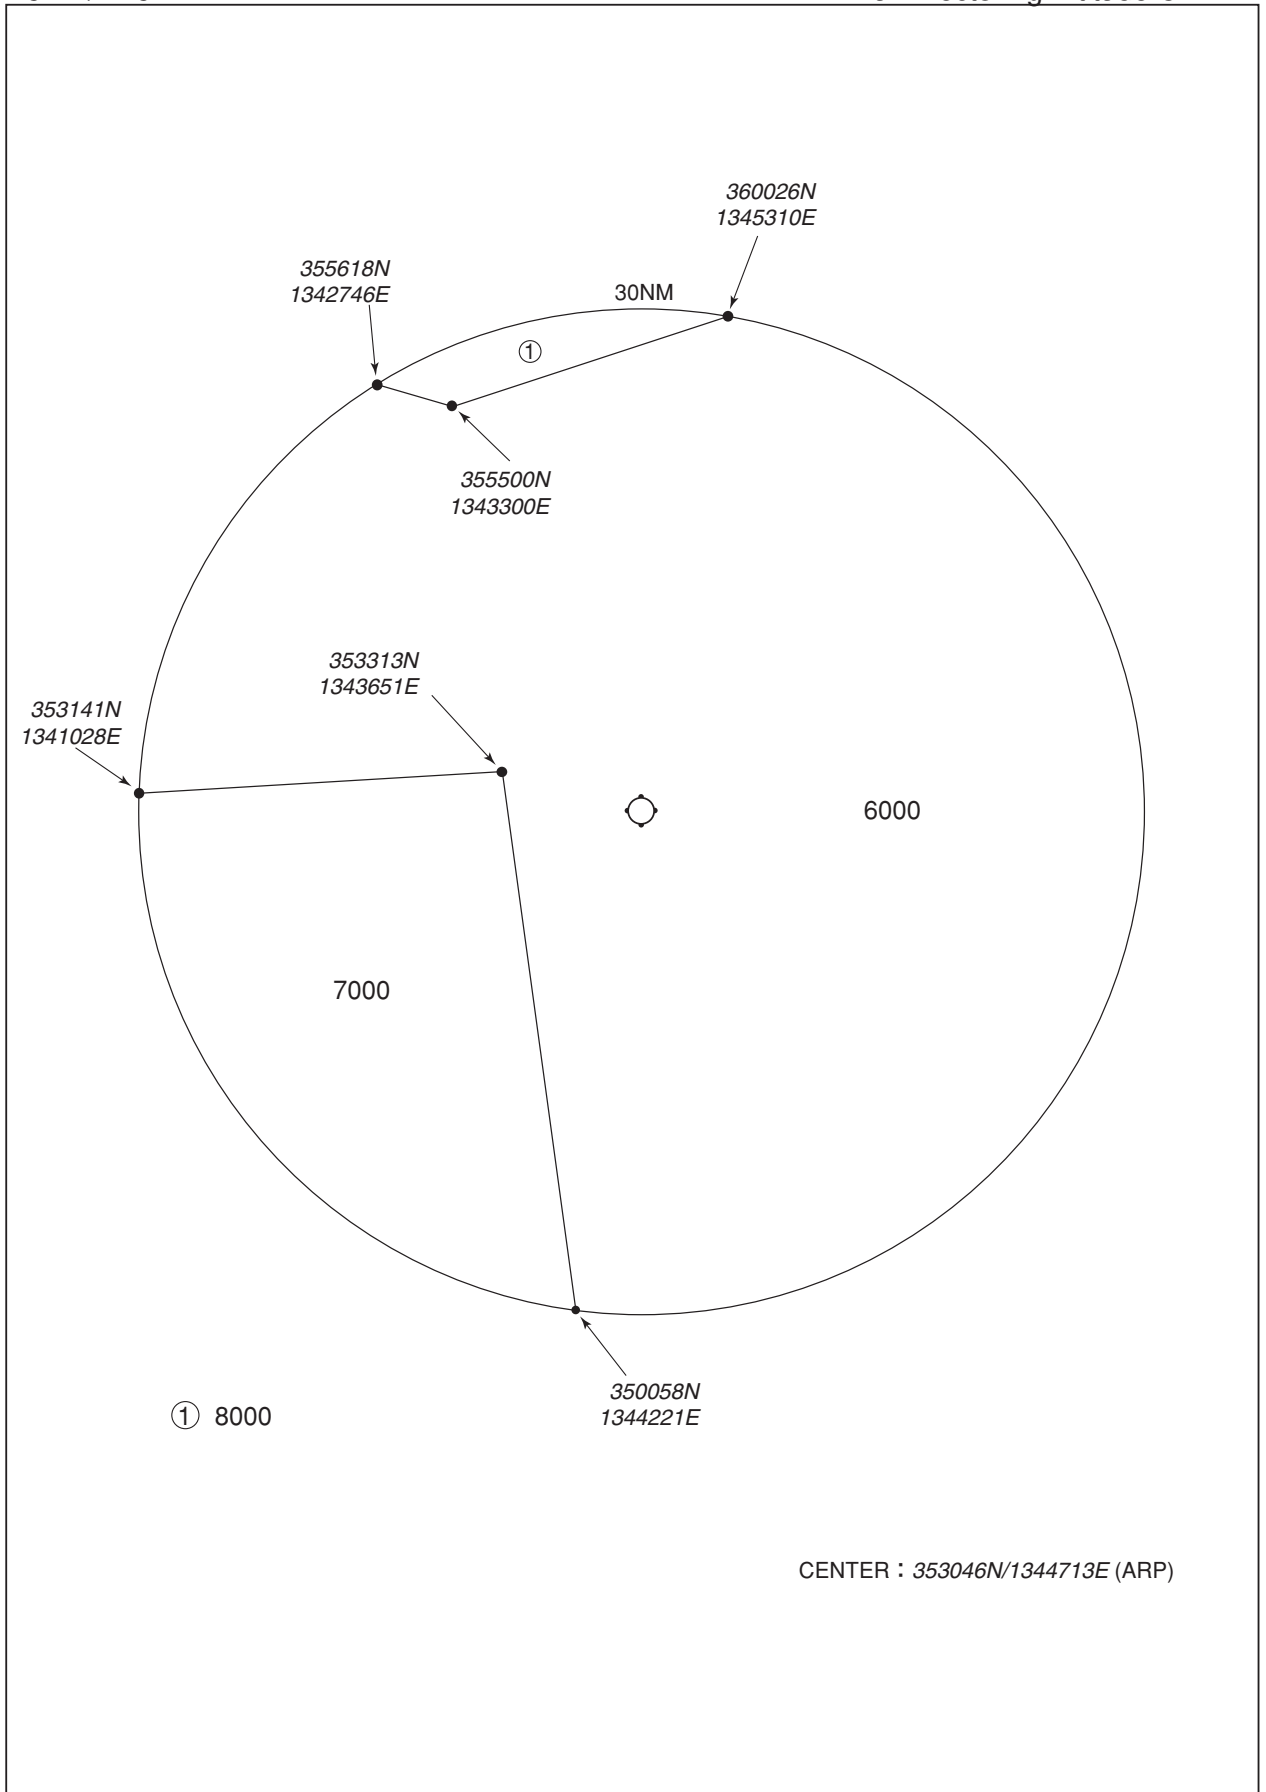 360026N
1345310E
355618N
1342746E
30NM
①
355500N
1343300E
353313N
1343651E
353141N
1341028E
6000
7000
350058N
1344221E
① 8000
CENTER : 353046N/1344713E (ARP)